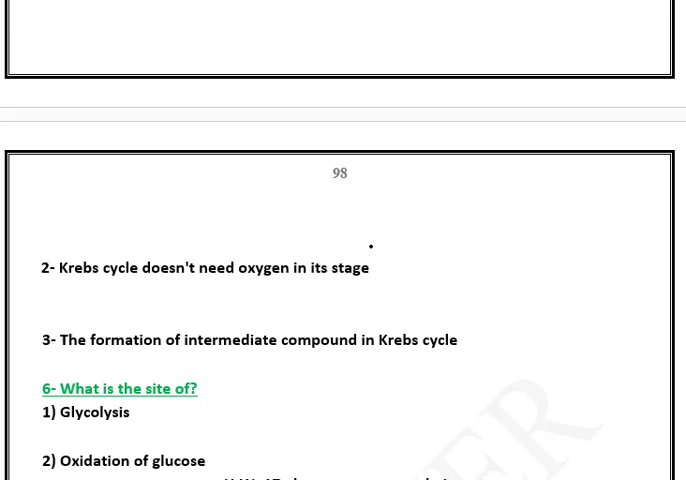 98
2- Krebs cycle doesn't need oxygen in its stage
3- The formation of intermediate compound in Krebs cycle
6- What is the site of?
1) Glycolysis
2) Oxidation of glucose